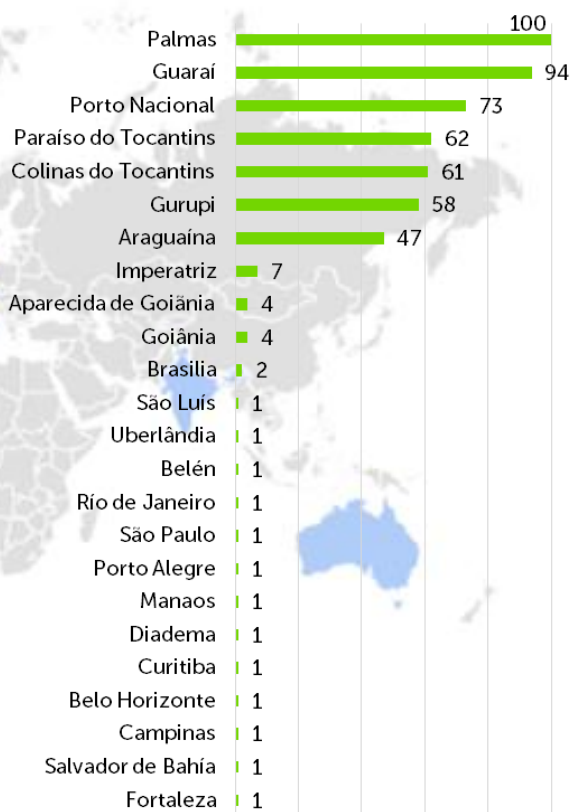 Palmas 100
Guaraí 94
Porto Nacional 73
Paraíso do Tocantins 62
Colinas do Tocantins 61
Gurupi 58
Araguaína 47
Imperatriz 7
Aparecida de Goiãnia 4
Goiânia 4
Brasilia 2
São Luís 1
Uberlândia 1
Belén 1
Río de Janeiro 1
São Paulo 1
Porto Alegre 1
Manaos 1
Diadema 1
Curitiba 1
Belo Horizonte 1
Campinas 1
Salvador de Bahía 1
Fortaleza 1